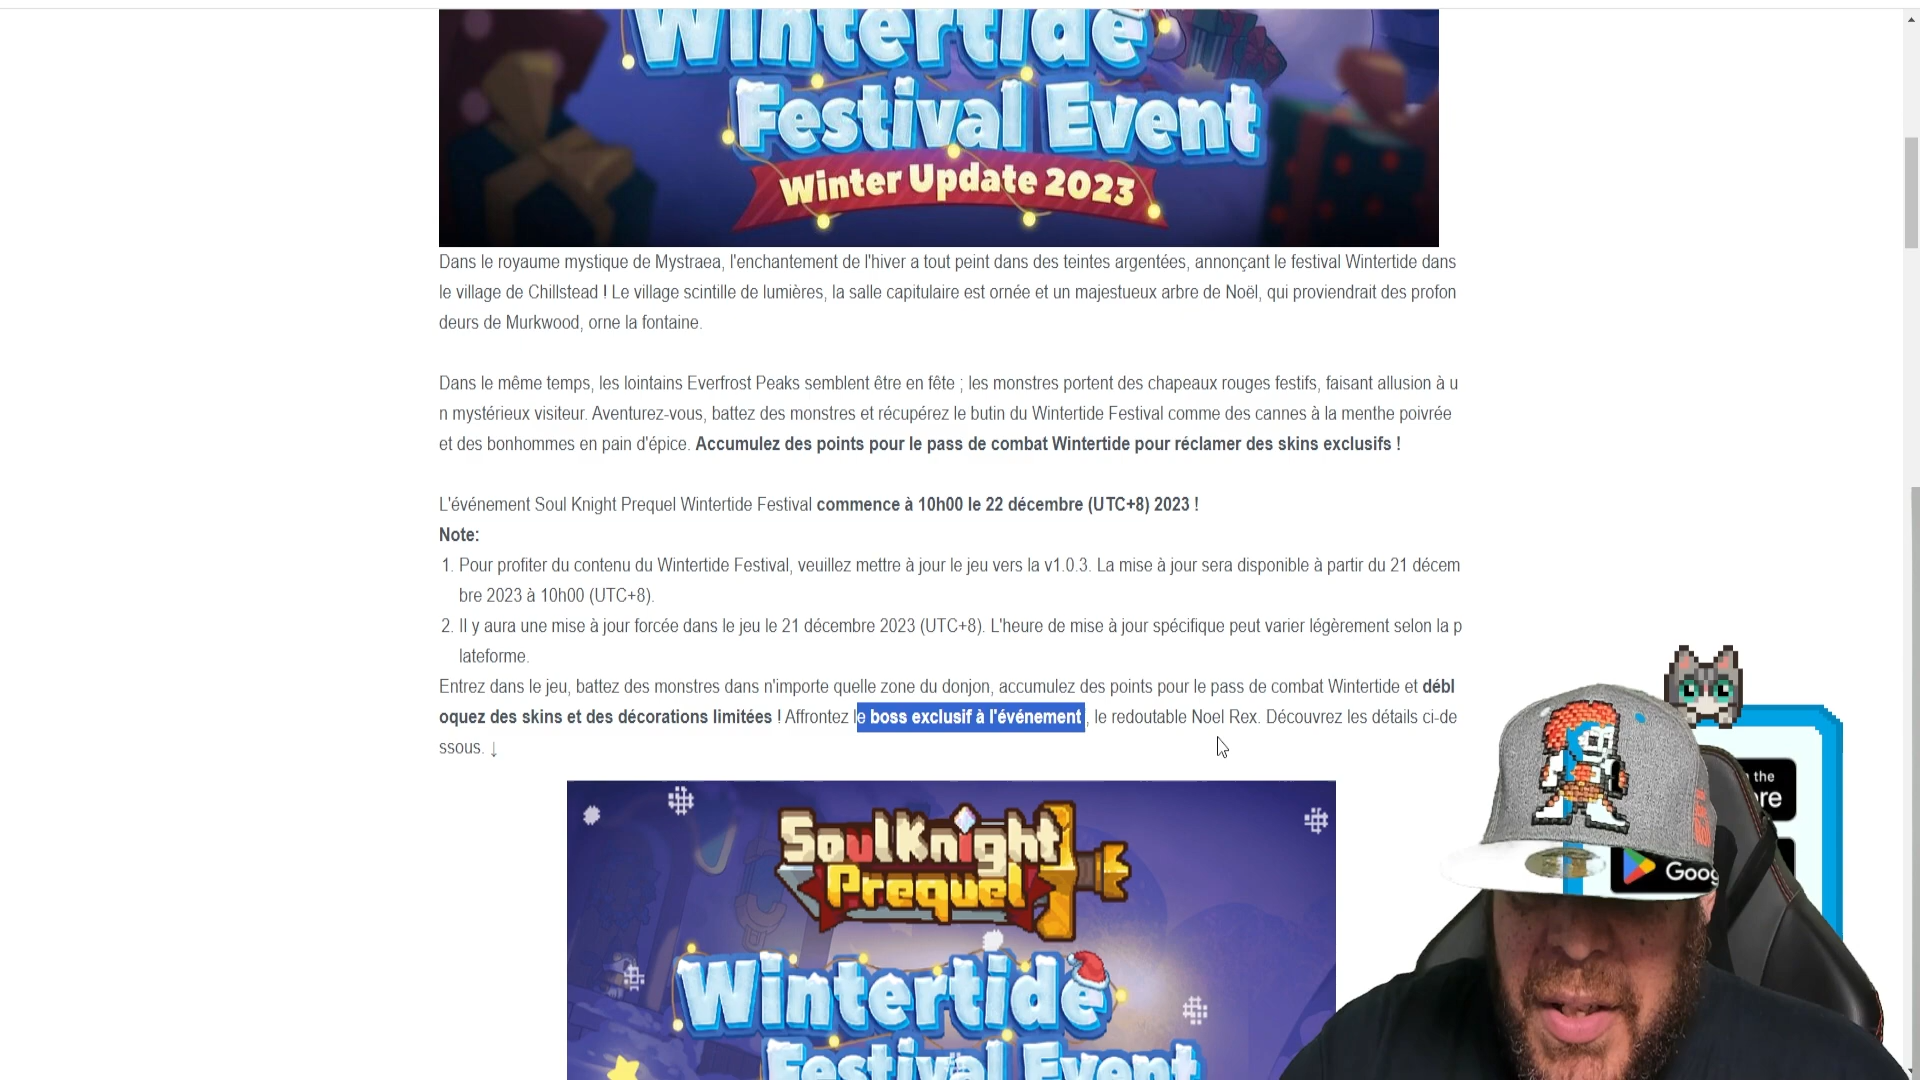 Wintertide
Festival Event
Winter Update 2023
Dans le royaume mystique de Mystraea, l'enchantement de l'hiver a tout peint dans des teintes argentées, annonçant le festival Wintertide dans
le village de Chillstead ! Le village scintille de lumières, la salle capitulaire est ornée et un majestueux arbre de Noël, qui proviendrait des profon
deurs de Murkwood, orne la fontaine.
Dans le même temps, les lointains Everfrost Peaks semblent être en fête ; les monstres portent des chapeaux rouges festifs, faisant allusion à u
n mystérieux visiteur. Aventurez-vous, battez des monstres et récupérez le butin du Wintertide Festival comme des cannes à la menthe poivrée
et des bonhommes en pain d'épice. Accumulez des points pour le pass de combat Wintertide pour réclamer des skins exclusifs !
L'événement Soul Knight Prequel Wintertide Festival commence à 10h00 le 22 décembre (UTC+8) 2023 !
Note:
1. Pour profiter du contenu du Wintertide Festival, veuillez mettre à jour le jeu vers la v1.0.3. La mise à jour sera disponible à partir du 21 décem
bre 2023 à 10h00 (UTC+8).
2. Il y aura une mise à jour forcée dans le jeu le 21 décembre 2023 (UTC+8). L'heure de mise à jour spécifique peut varier légèrement selon la p
lateforme.
Entrez dans le jeu, battez des monstres dans n'importe quelle zone du donjon, accumulez des points pour le pass de combat Wintertide et débl
oquez des skins et des décorations limitées ! Affrontez le boss exclusif à l'événement , le redoutable Noel Rex. Découvrez les détails ci-de
ssous. ↓
Soul Knight
Prequel
Wintertide
Festival Event
the
re
Goog